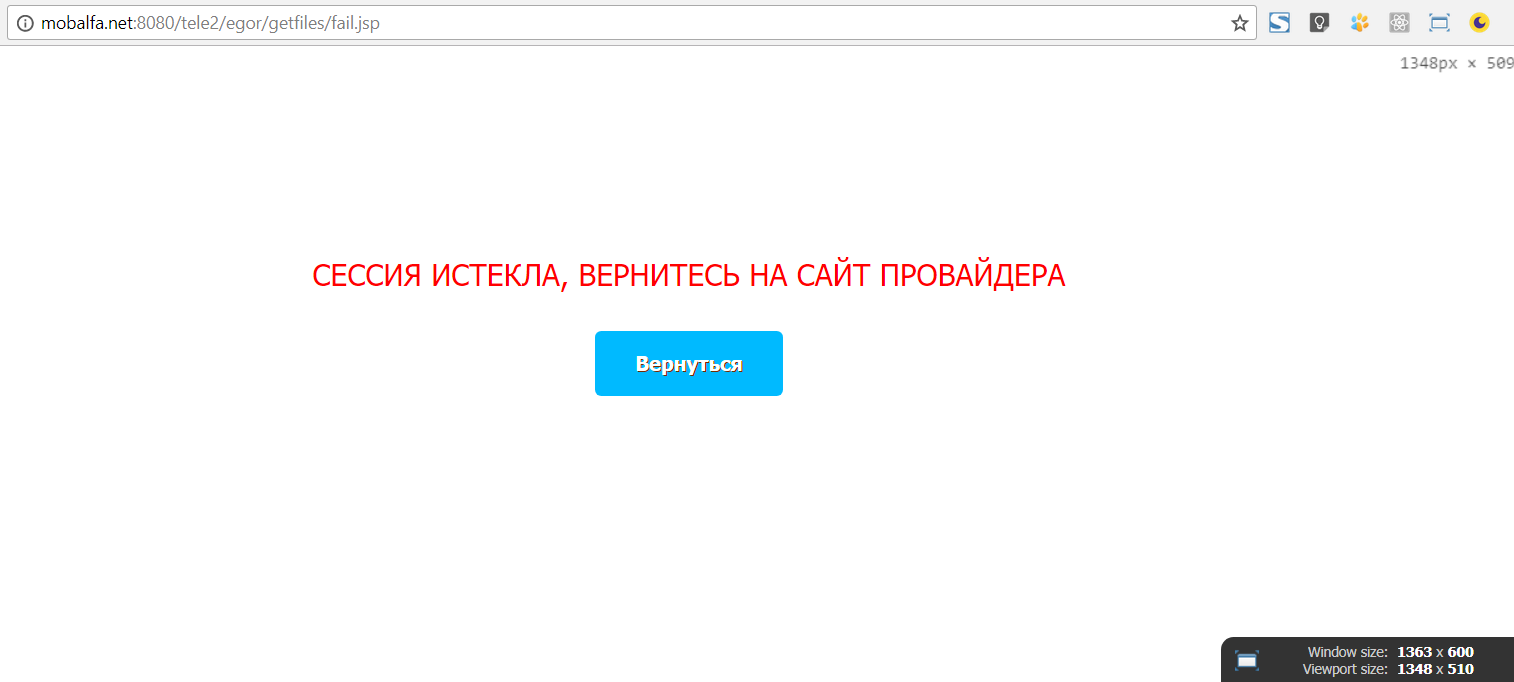 mobalfa.net:8080/tele2/egor/getfiles/fail.jsp
1348px x 509
СЕССИЯ ИСТЕКЛА, ВЕРНИТЕСЬ НА САЙТ ПРОВАЙДЕРА
Вернуться
Window size: 1363 x 600
Viewport size: 1348 x 510